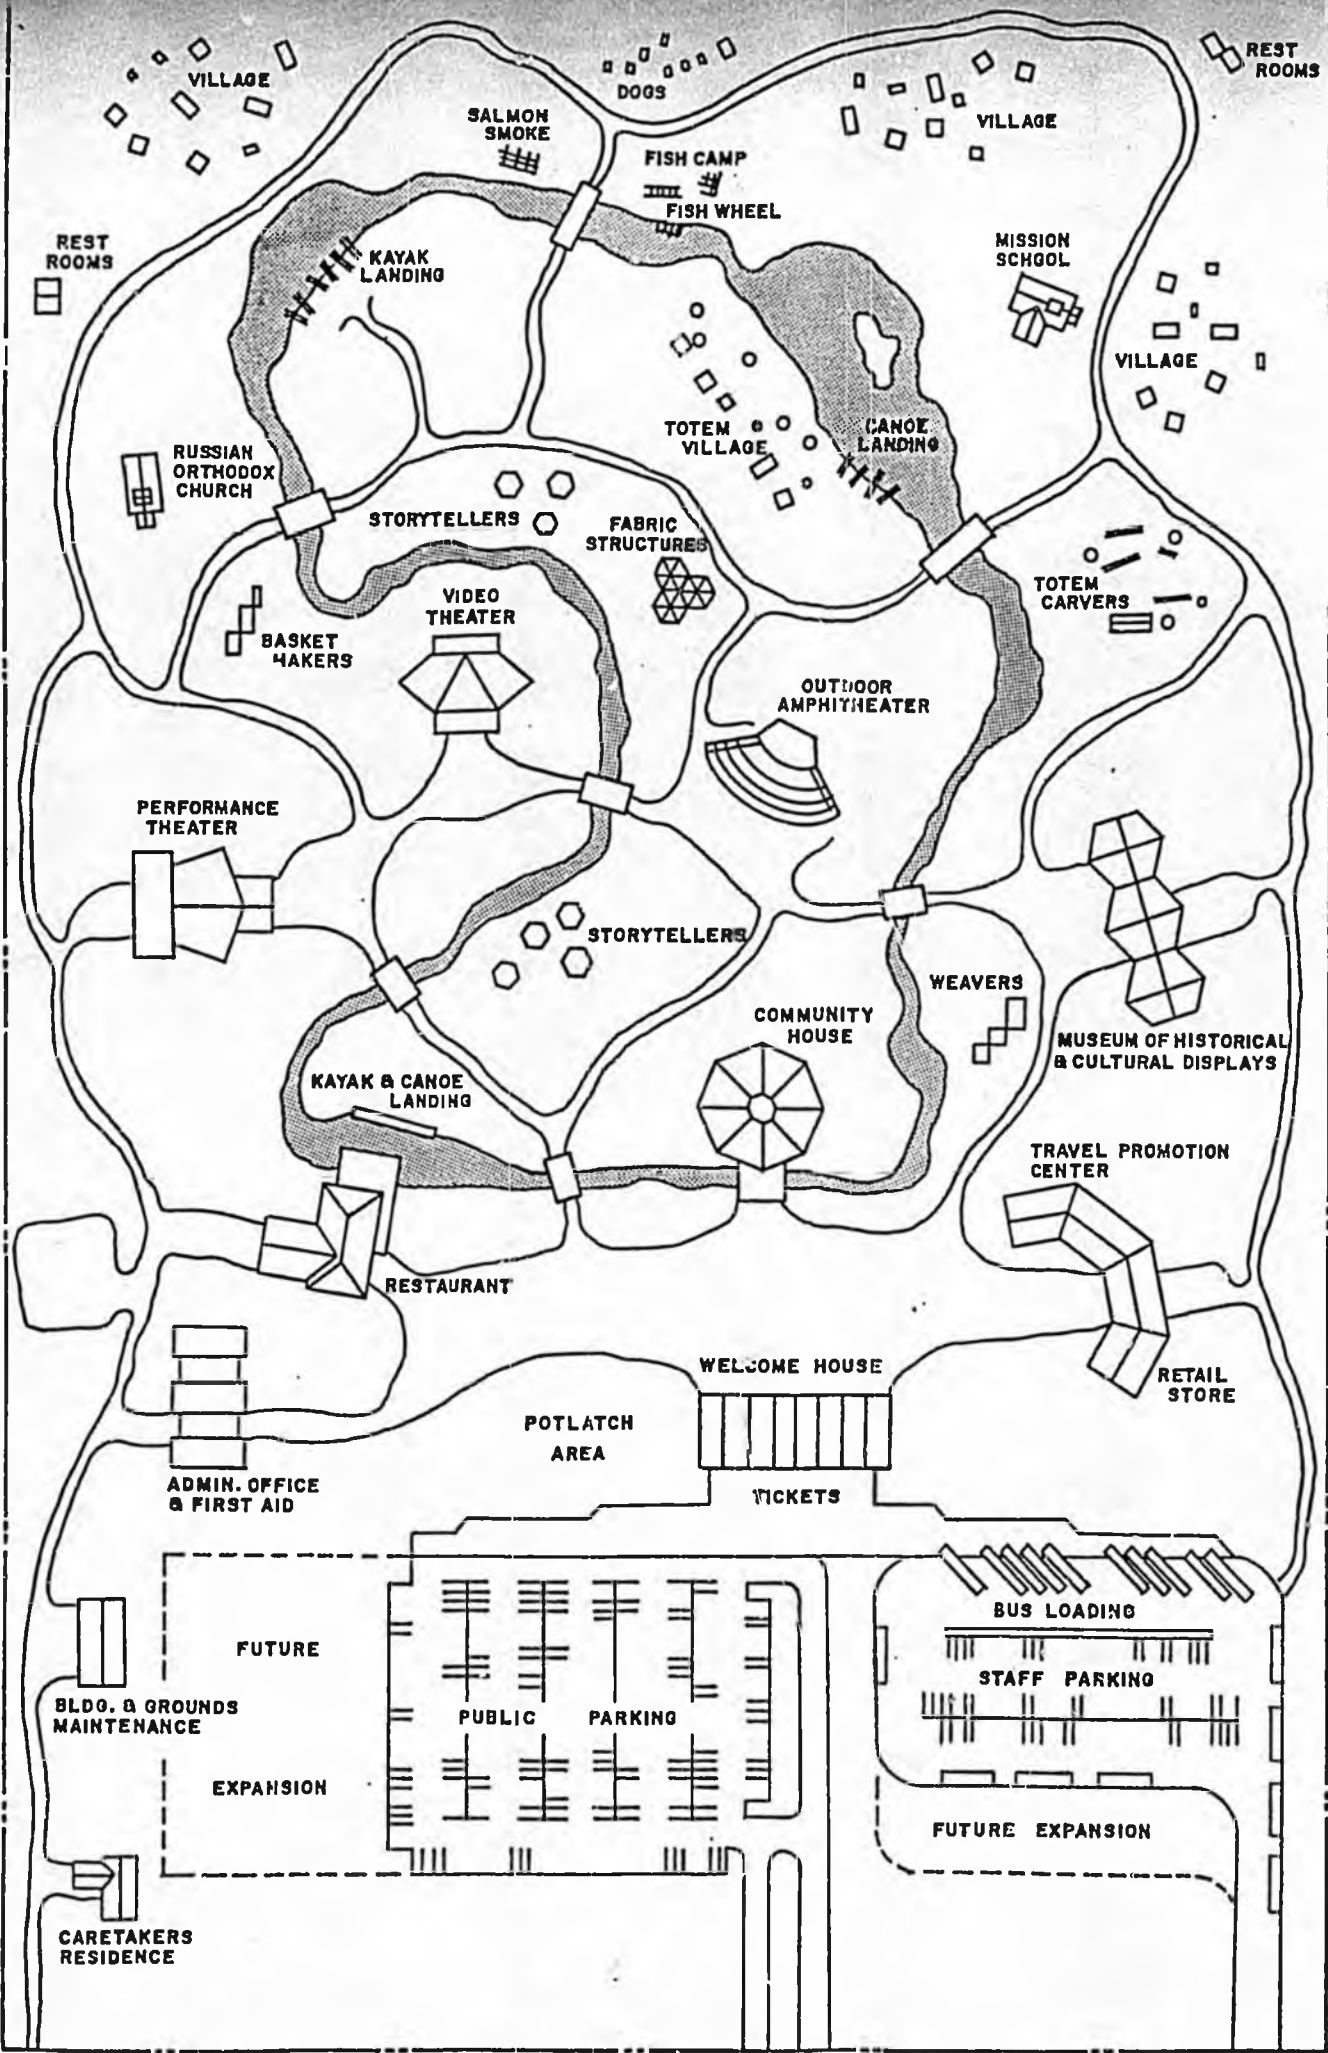 VILLAGE
DOGS
REST
ROOMS
SALMON
SMOKE
VILLAGE
FISH CAMP
FISH WHEEL
REST
ROOMS
KAYAK
LANDING
MISSION
SCHOOL
VILLAGE
TOTEM
VILLAGE
CANOE
LANDING
RUSSIAN
ORTHODOX
CHURCH
STORYTELLERS
FABRIC
STRUCTURES
TOTEM
CARVERS
VIDEO
THEATER
BASKET
MAKERS
OUTDOOR
AMPHITHEATER
PERFORMANCE
THEATER
STORYTELLERS
WEAVERS
COMMUNITY
HOUSE
MUSEUM OF HISTORICAL
& CULTURAL DISPLAYS
KAYAK & CANOE
LANDING
TRAVEL PROMOTION
CENTER
RESTAURANT
WELCOME HOUSE
RETAIL
STORE
POTLATCH
AREA
TICKETS
ADMIN. OFFICE
& FIRST AID
BUS LOADING
FUTURE
STAFF PARKING
BLDG. & GROUNDS
MAINTENANCE
PUBLIC PARKING
EXPANSION
FUTURE EXPANSION
CARETAKERS
RESIDENCE